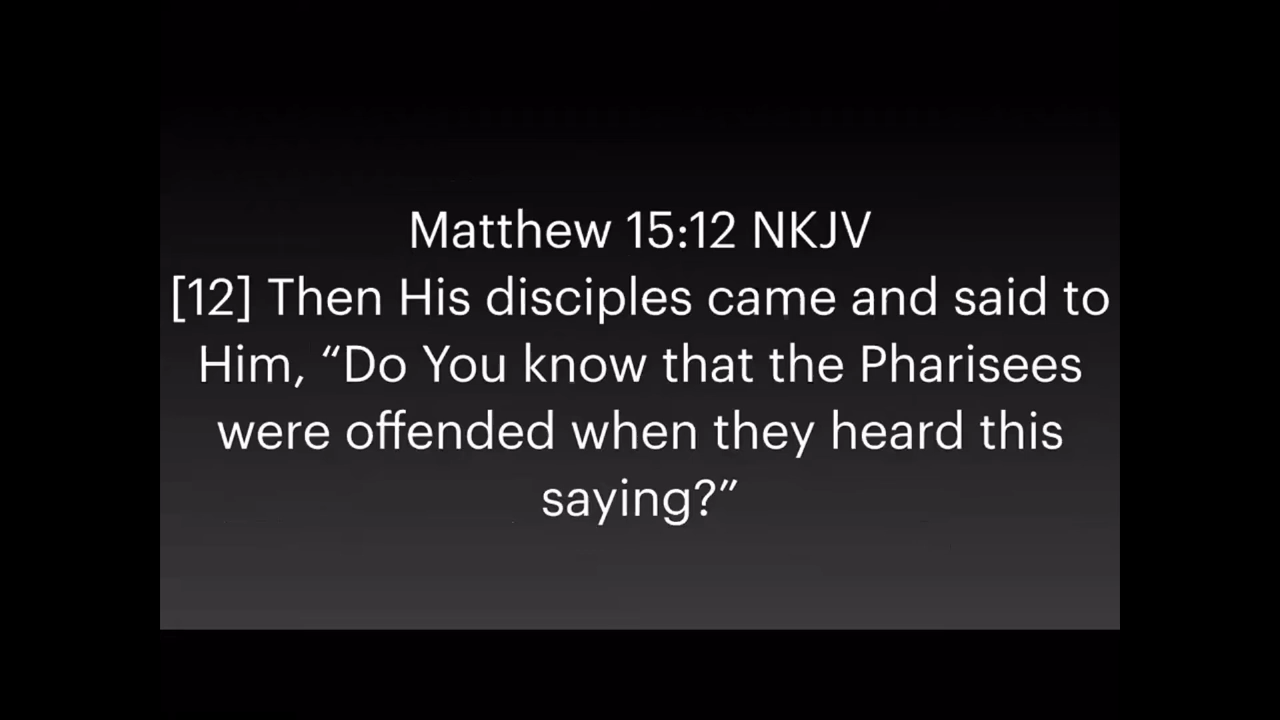 Matthew 15:12 NKJV
[12] Then His disciples came and said to
Him, “Do You know that the Pharisees
were offended when they heard this
saying?”